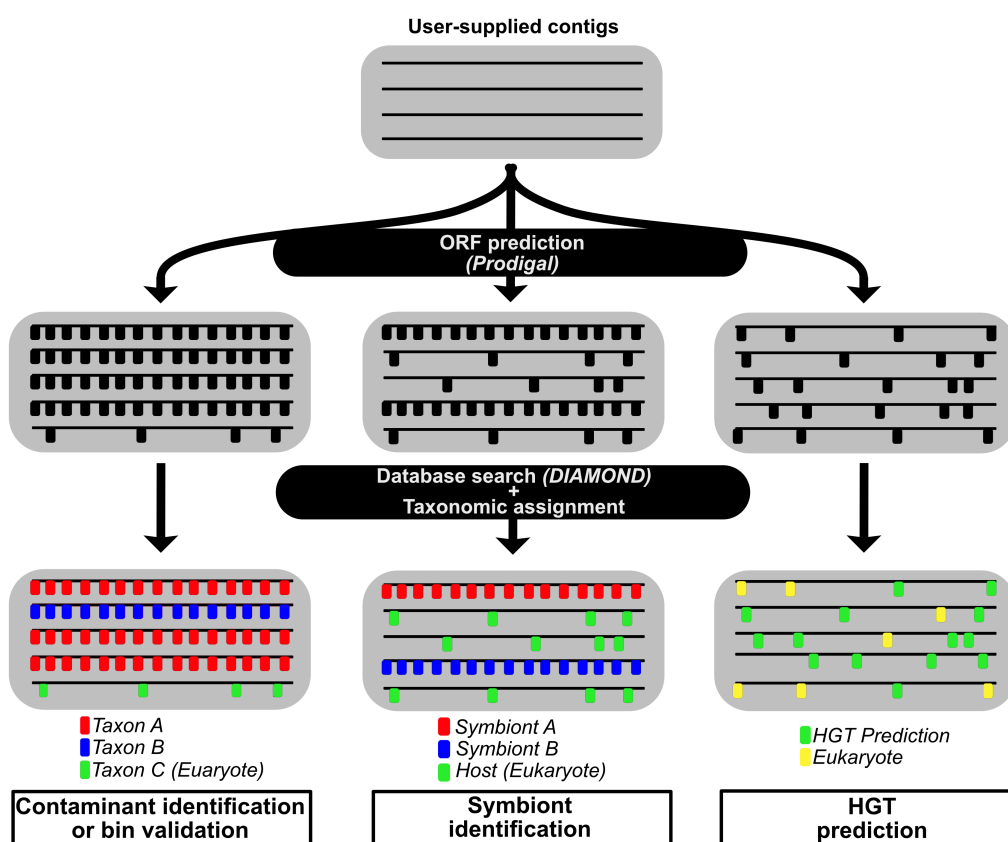 User-supplied contigs
ORF prediction
(Prodigal)
Database search (DIAMOND)
+
Taxonomic assignment
Taxon A
Taxon B
Taxon C (Euaryote)
Symbiont A
Symbiont B
Host (Eukaryote)
HGT Prediction
Eukaryote
Contaminant identification
or bin validation
Symbiont
identification
HGT
prediction